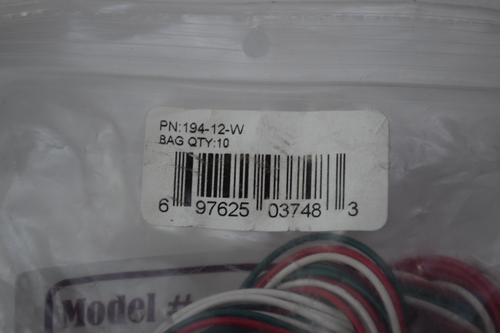 PN:194-12-W
BAG QTY:10
6 97625 03748 3
Model #